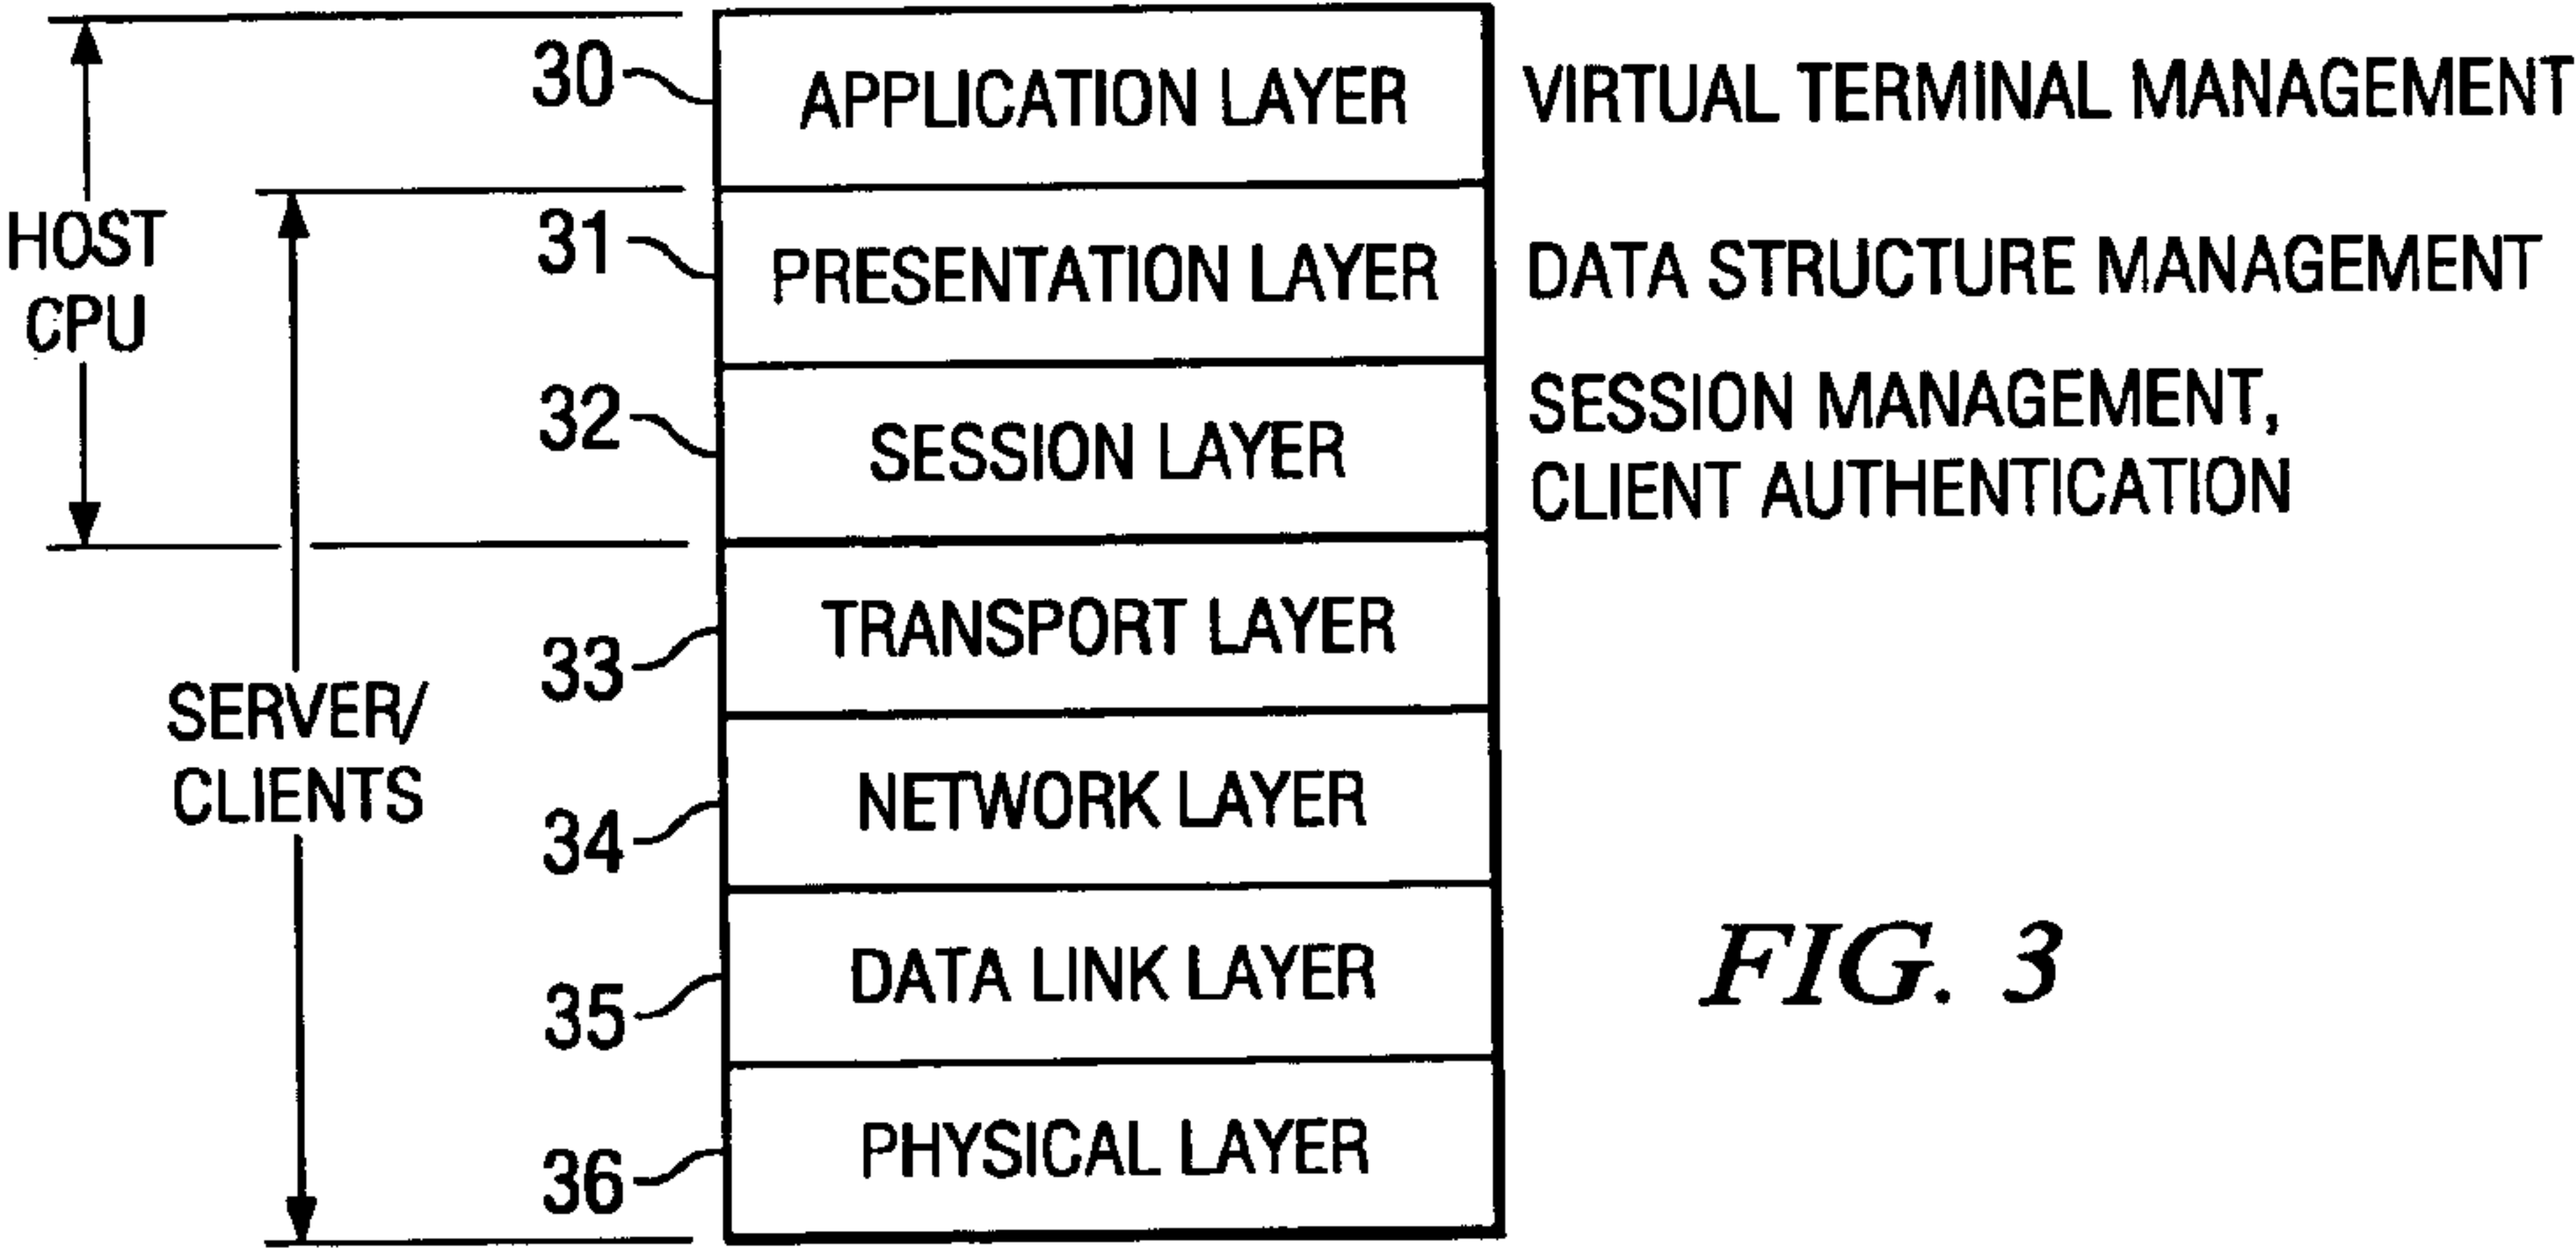 30
APPLICATION LAYER
VIRTUAL TERMINAL MANAGEMENT
HOST
CPU
31
PRESENTATION LAYER
DATA STRUCTURE MANAGEMENT
32
SESSION LAYER
SESSION MANAGEMENT,
CLIENT AUTHENTICATION
33
TRANSPORT LAYER
SERVER/
CLIENTS
34
NETWORK LAYER
35
DATA LINK LAYER
36
PHYSICAL LAYER
FIG. 3